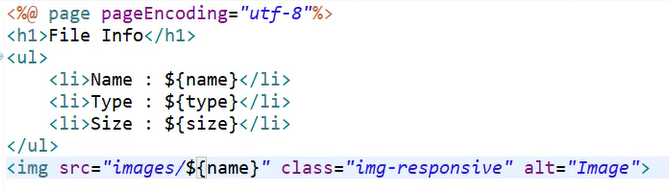 <%@ page pageEncoding="utf-8"%>
<h1>File Info</h1>
<ul>
    <li>Name : ${name}</li>
    <li>Type : ${type}</li>
    <li>Size : ${size}</li>
</ul>
<img src="images/${name}" class="img-responsive" alt="Image">